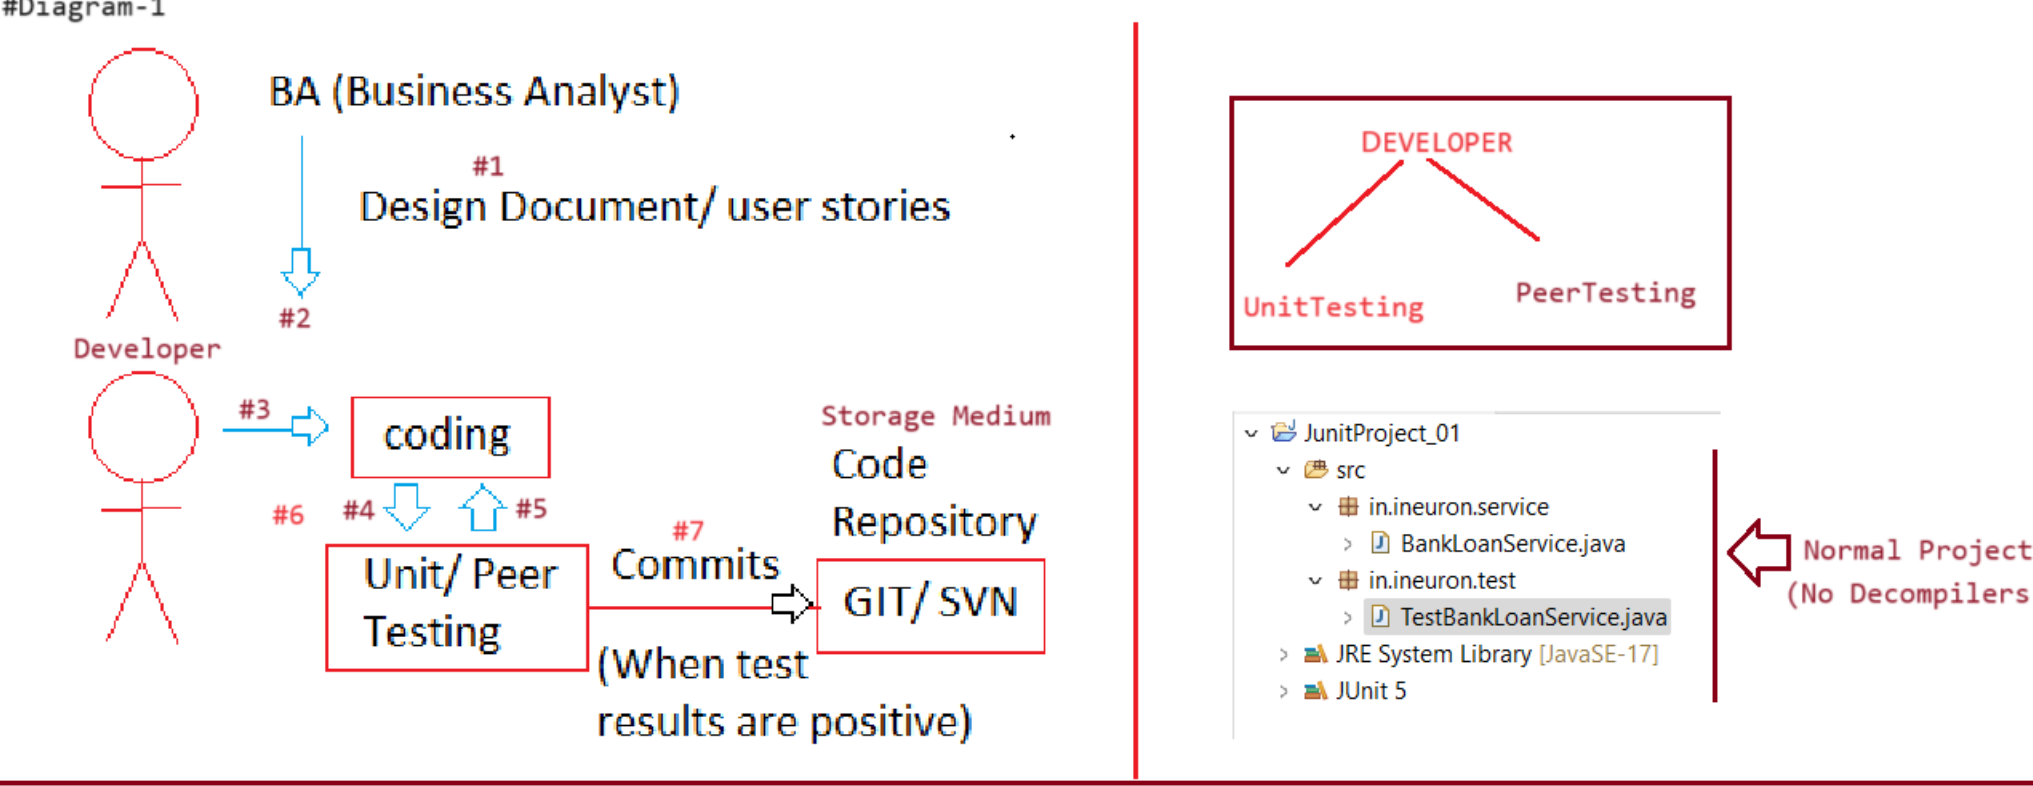 #Diagram-1
BA (Business Analyst)
#1
Design Document/ user stories
#2
Developer
#3
coding
#6
#4
#5
Unit/ Peer
Testing
#7
Commits
(When test
results are positive)
Storage Medium
Code
Repository
GIT/ SVN
DEVELOPER
UnitTesting
PeerTesting
JunitProject_01
src
in.ineuron.service
BankLoanService.java
in.ineuron.test
TestBankLoanService.java
JRE System Library [JavaSE-17]
JUnit 5
Normal Project
(No Decompilers